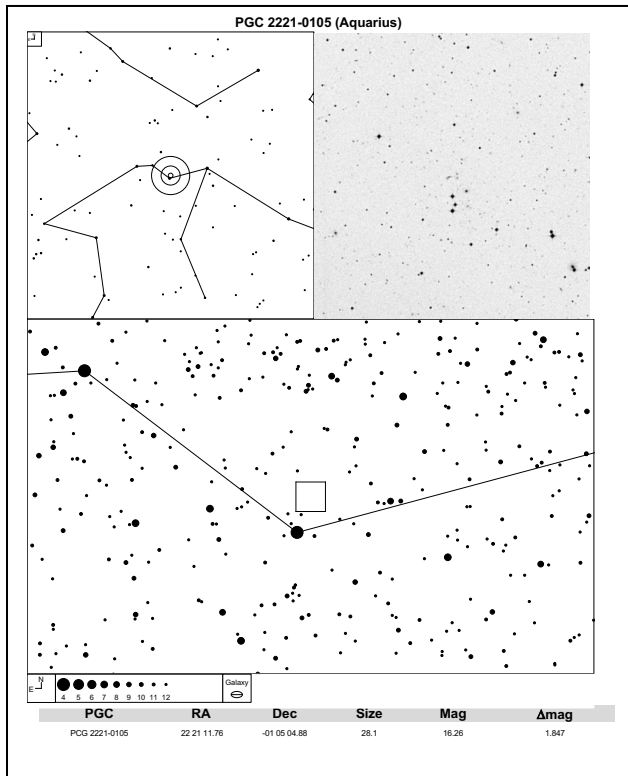 PGC 2221-0105 (Aquarius)
N
E
4 5 6 7 8 9 10 11 12
Galaxy
PGC RA Dec Size Mag Δmag
PCG 2221-0105 22 21 11.76 -01 05 04.88 28.1 16.26 1.847